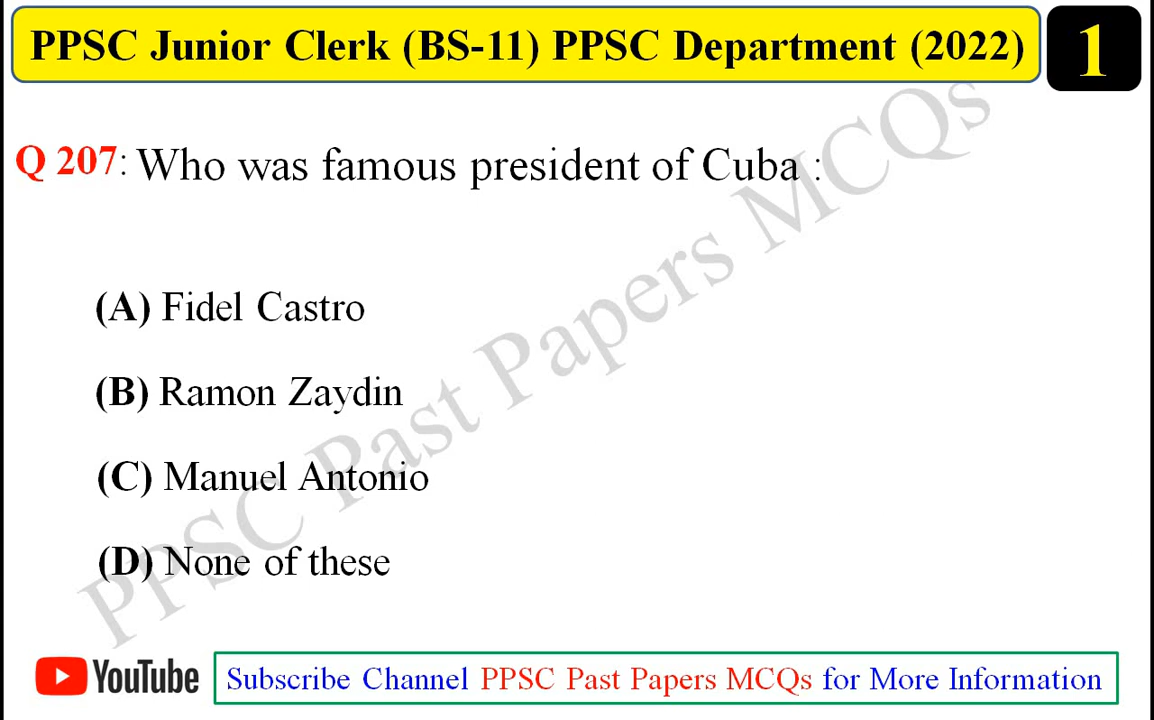 PPSC Junior Clerk (BS-11) PPSC Department (2022)
1
Q 207: Who was famous president of Cuba :
(A) Fidel Castro
(B) Ramon Zaydin
(C) Manuel Antonio
(D) None of these
PPSC Past Papers MCQs
YouTube
Subscribe Channel PPSC Past Papers MCQs for More Information